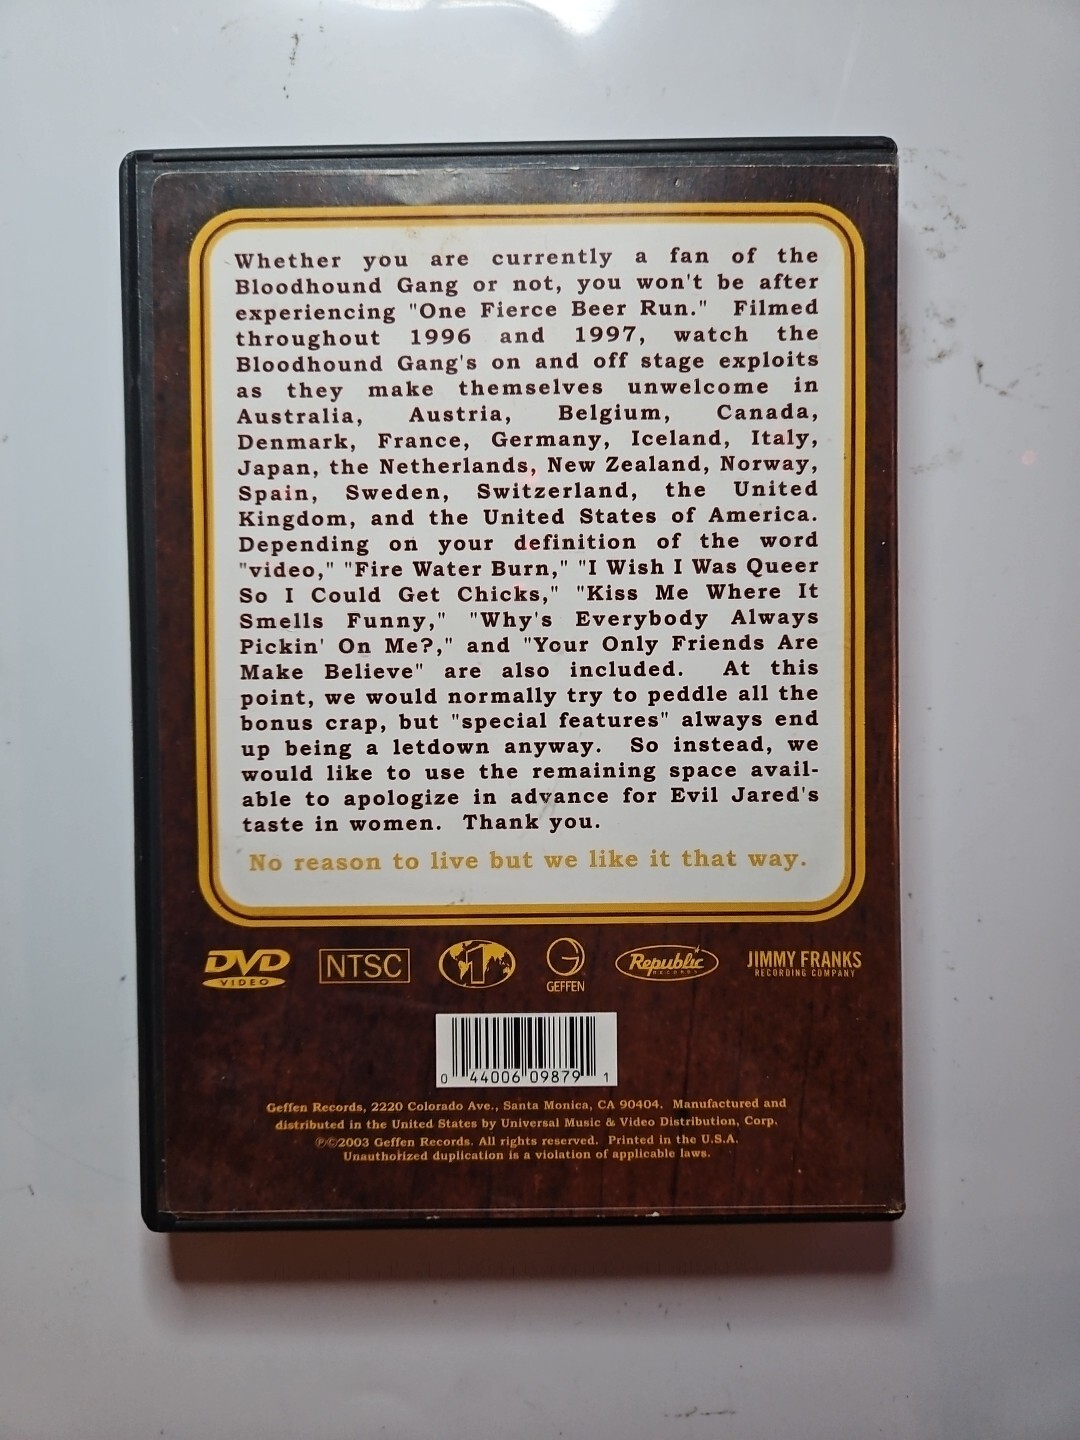 Whether you are currently a fan of the
Bloodhound Gang or not, you won't be after
experiencing "One Fierce Beer Run." Filmed
throughout 1996 and 1997, watch the
Bloodhound Gang's on and off stage exploits
as they make themselves unwelcome in
Australia, Austria, Belgium, Canada,
Denmark, France, Germany, Iceland, Italy,
Japan, the Netherlands, New Zealand, Norway,
Spain, Sweden, Switzerland, the United
Kingdom, and the United States of America.
Depending on your definition of the word
"video," "Fire Water Burn," "I Wish I Was Queer
So I Could Get Chicks," "Kiss Me Where It
Smells Funny," "Why's Everybody Always
Pickin' On Me?," and "Your Only Friends Are
Make Believe" are also included. At this
point, we would normally try to peddle all the
bonus crap, but "special features" always end
up being a letdown anyway. So instead, we
would like to use the remaining space avail-
able to apologize in advance for Evil Jared's
taste in women. Thank you.
No reason to live but we like it that way.
DVD VIDEO NTSC 1 GEFFEN Republic RECORDS JIMMY FRANKS RECORDING COMPANY
0 44006 09879 1
Geffen Records, 2220 Colorado Ave., Santa Monica, CA 90404. Manufactured and
distributed in the United States by Universal Music & Video Distribution, Corp.
℗©2003 Geffen Records. All rights reserved. Printed in the U.S.A.
Unauthorized duplication is a violation of applicable laws.